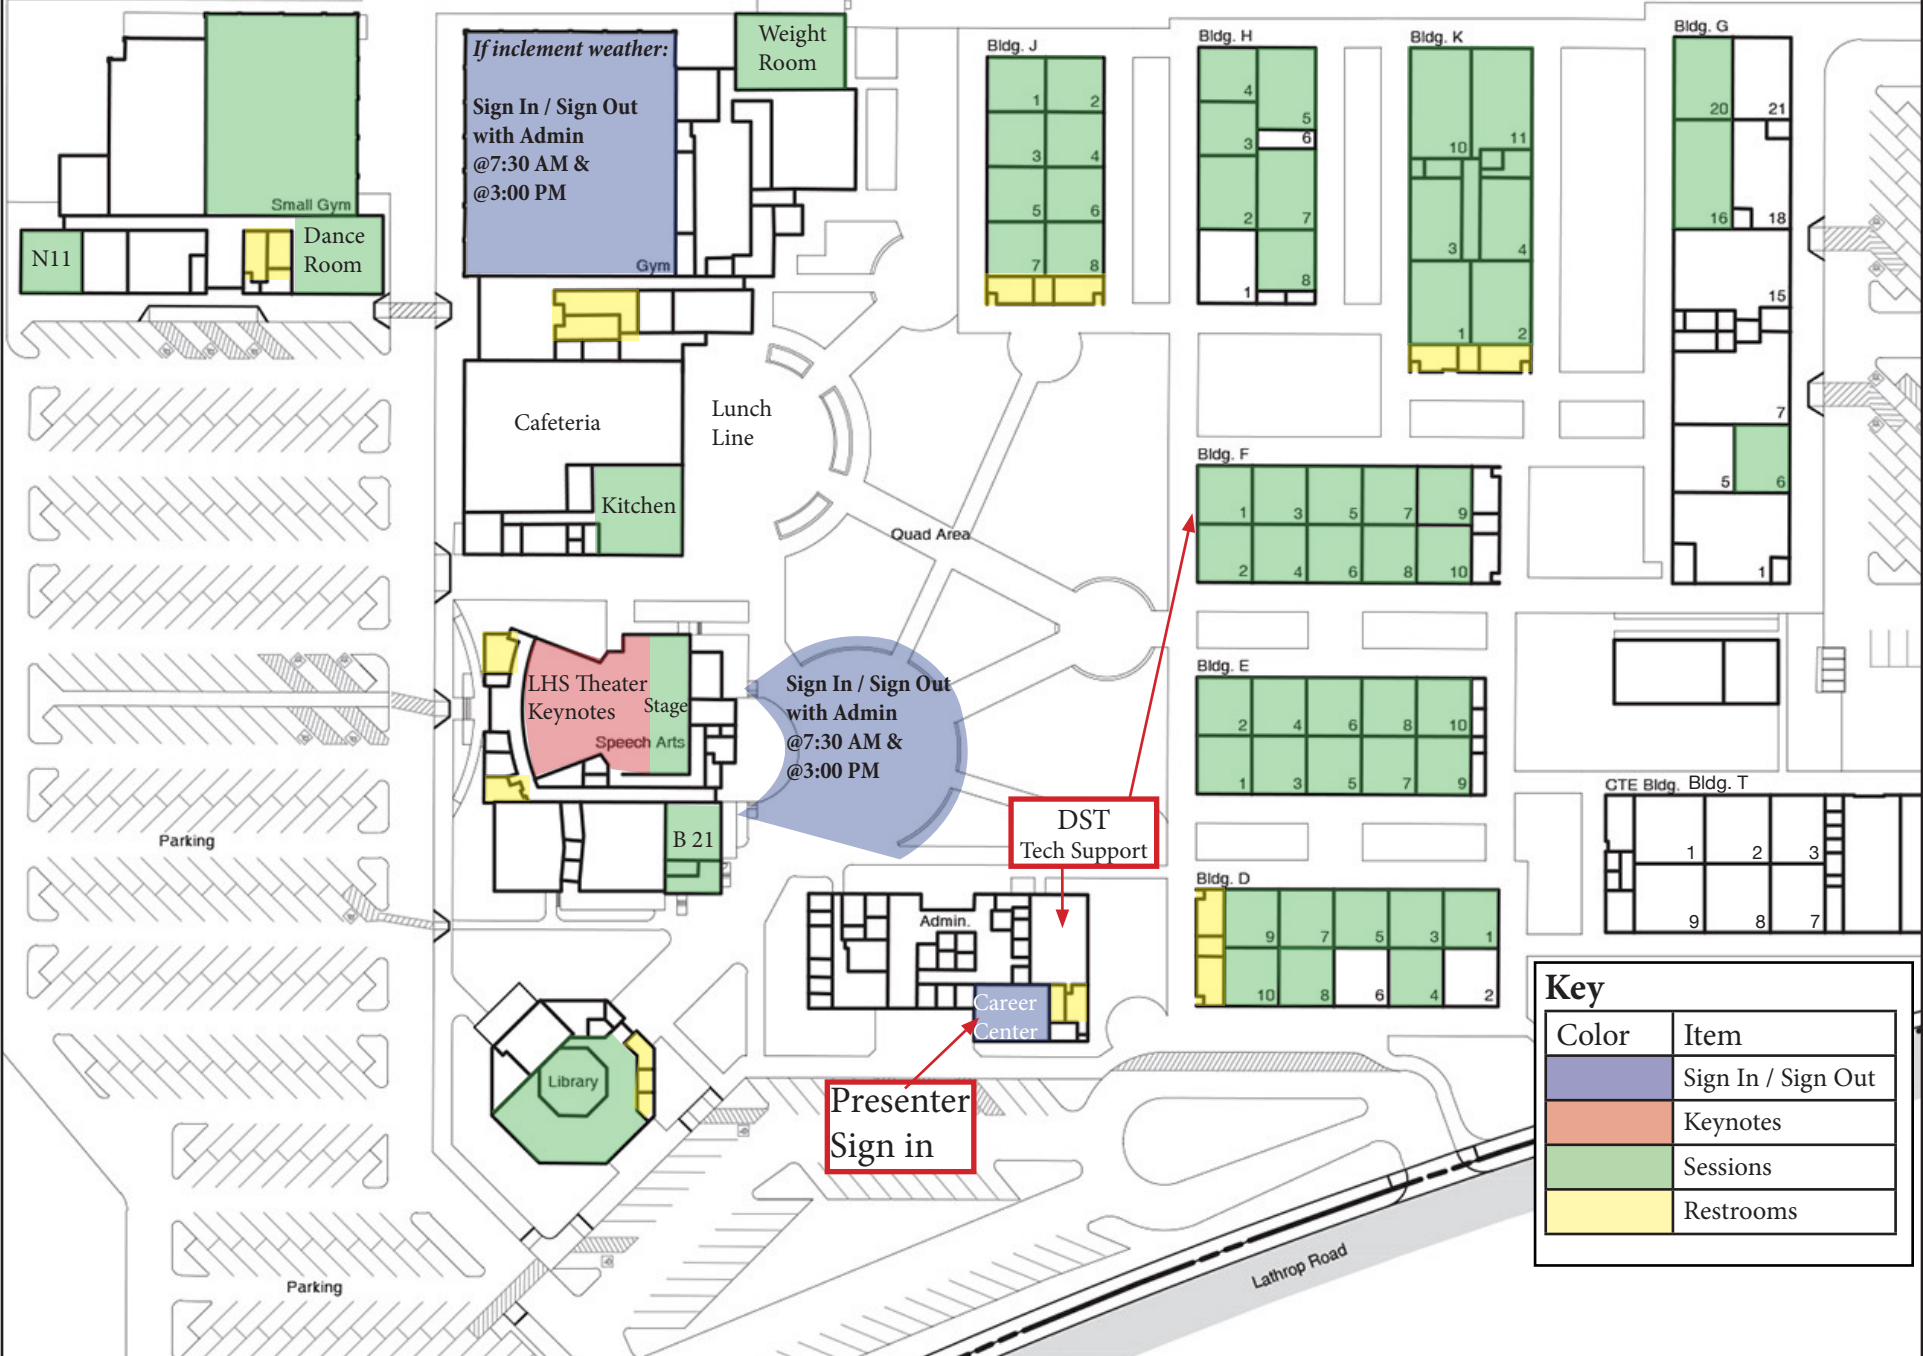 If inclement weather:
Sign In / Sign Out
with Admin
@7:30 AM &
@3:00 PM
Gym
Weight
Room
Small Gym
N11
Dance
Room
Bldg. J
1 2
3 4
5 6
7 8
Bldg. H
4
5
3
6
2 7
8
1
Bldg. K
10 11
3 4
1 2
Bldg. G
20 21
16 18
15
7
5 6
1
Cafeteria
Lunch
Line
Kitchen
Quad Area
Bldg. F
1 3 5 7 9
2 4 6 8 10
LHS Theater
Keynotes
Stage
Speech Arts
Sign In / Sign Out
with Admin
@7:30 AM &
@3:00 PM
Bldg. E
2 4 6 8 10
1 3 5 7 9
B 21
DST
Tech Support
CTE Bldg. Bldg. T
1 2 3
9 8 7
Bldg. D
9 7 5 3 1
10 8 6 4 2
Parking
Admin.
Career
Center
Library
Presenter
Sign in
Parking
Lathrop Road
Key
Color Item
Sign In / Sign Out
Keynotes
Sessions
Restrooms